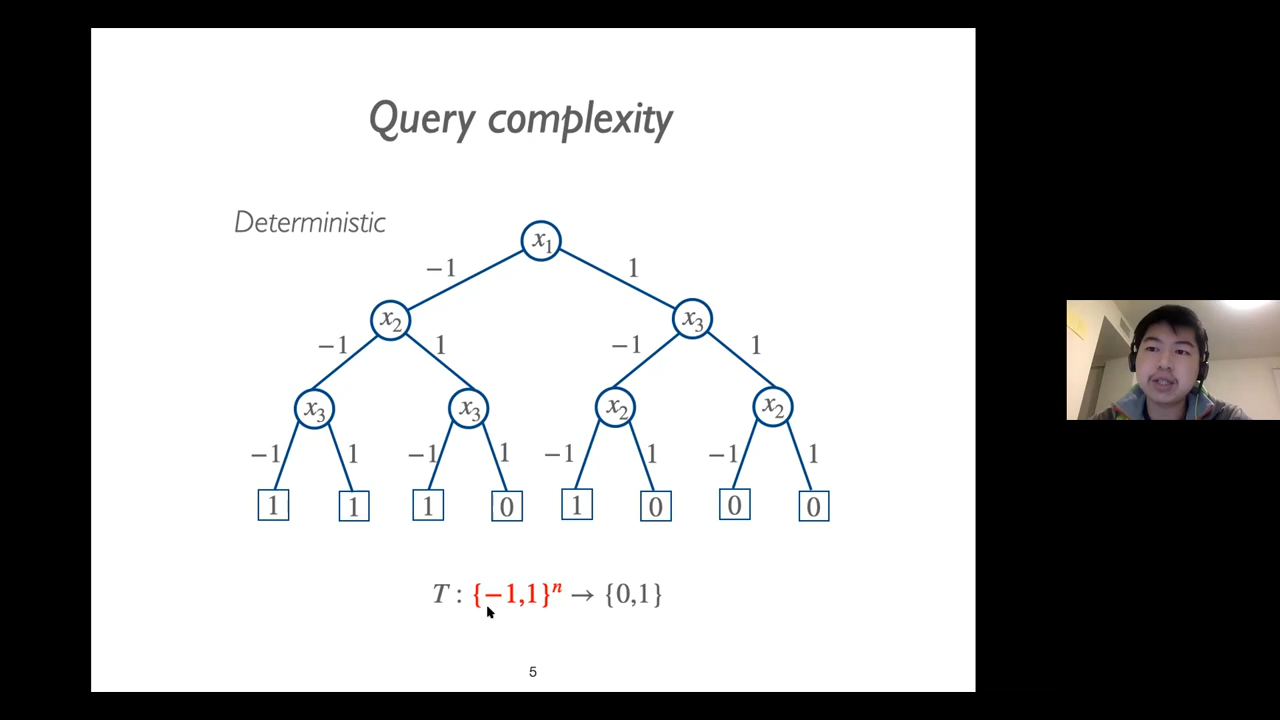 Query complexity
Deterministic
x₁
−1 1
x₂ x₃
−1 1 −1 1
x₃ x₃ x₂ x₂
−1 1 −1 1 −1 1 −1 1
1 1 1 0 1 0 0 0
T : {−1,1}ⁿ → {0,1}
5